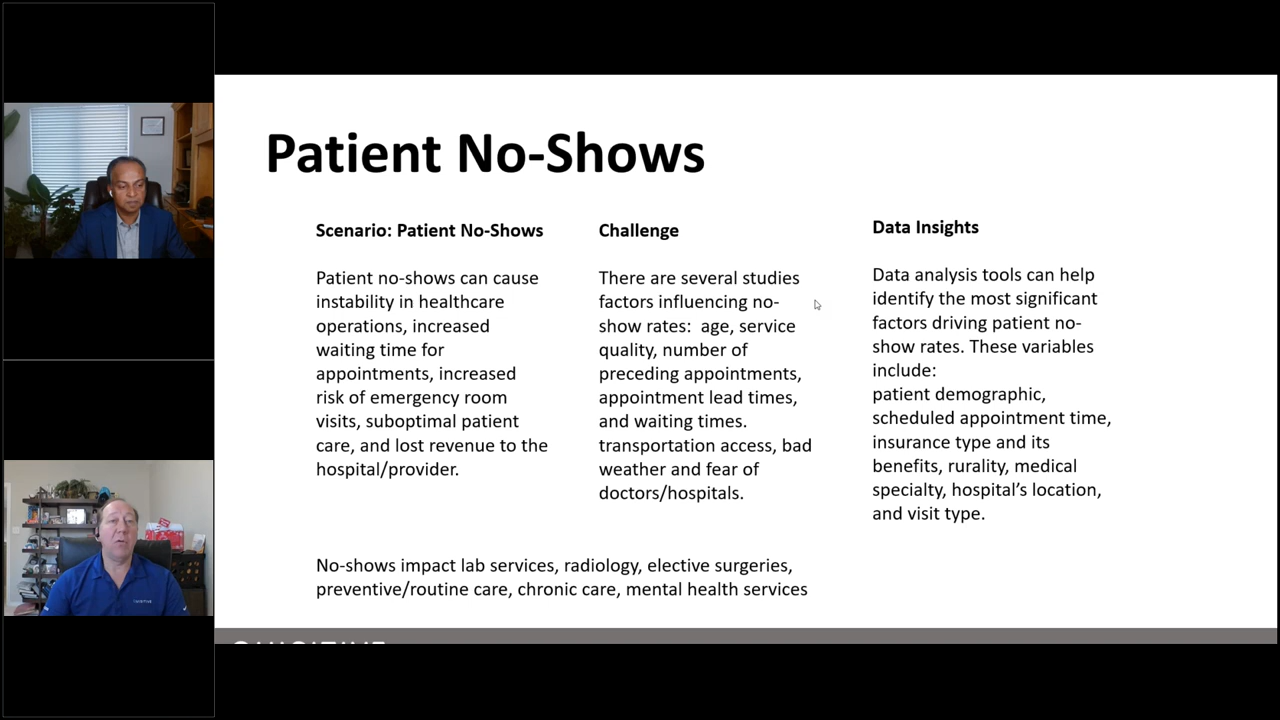 Patient No-Shows
Scenario: Patient No-Shows
Patient no-shows can cause
instability in healthcare
operations, increased
waiting time for
appointments, increased
risk of emergency room
visits, suboptimal patient
care, and lost revenue to the
hospital/provider.
Challenge
There are several studies
factors influencing no-
show rates:  age, service
quality, number of
preceding appointments,
appointment lead times,
and waiting times.
transportation access, bad
weather and fear of
doctors/hospitals.
Data Insights
Data analysis tools can help
identify the most significant
factors driving patient no-
show rates. These variables
include:
patient demographic,
scheduled appointment time,
insurance type and its
benefits, rurality, medical
specialty, hospital’s location,
and visit type.
No-shows impact lab services, radiology, elective surgeries,
preventive/routine care, chronic care, mental health services